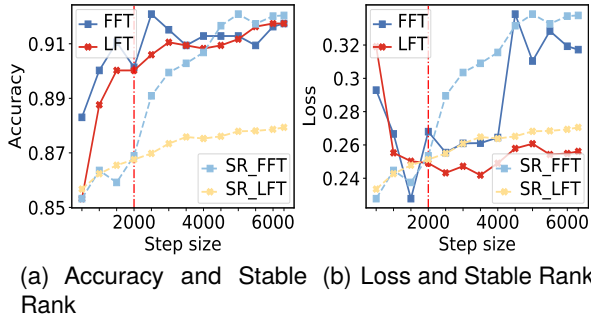 FFT
LFT
SR_FFT
SR_LFT
Accuracy
0.91
0.89
0.87
0.85
0 2000 4000 6000
Step size
FFT
LFT
SR_FFT
SR_LFT
Loss
0.32
0.3
0.28
0.26
0.24
0 2000 4000 6000
Step size
(a) Accuracy and Stable Rank
(b) Loss and Stable Rank